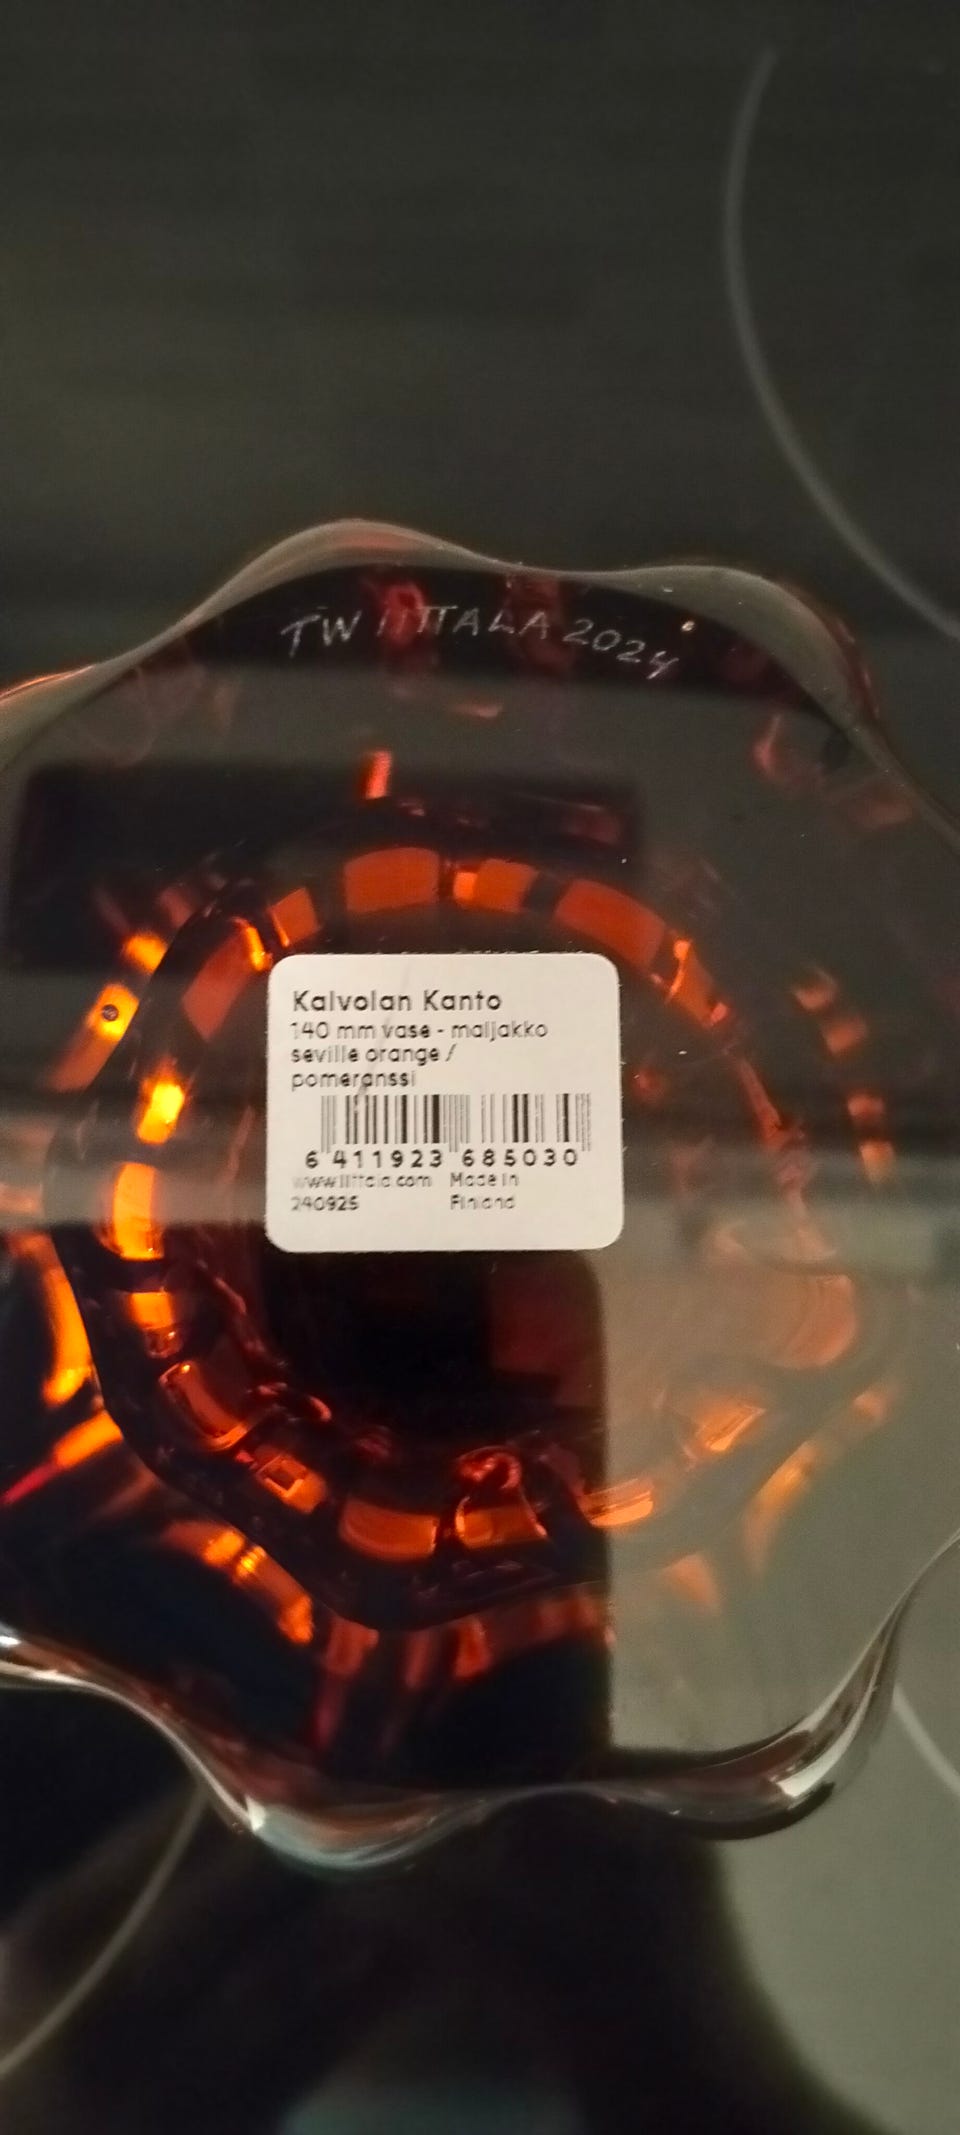 TW IITTALA 2024
Kalvolan Kanto
140 mm vase - maljakko
seville orange /
pomeranssi
6 411923 685030
www.iittala.com Made in
240925 Finland